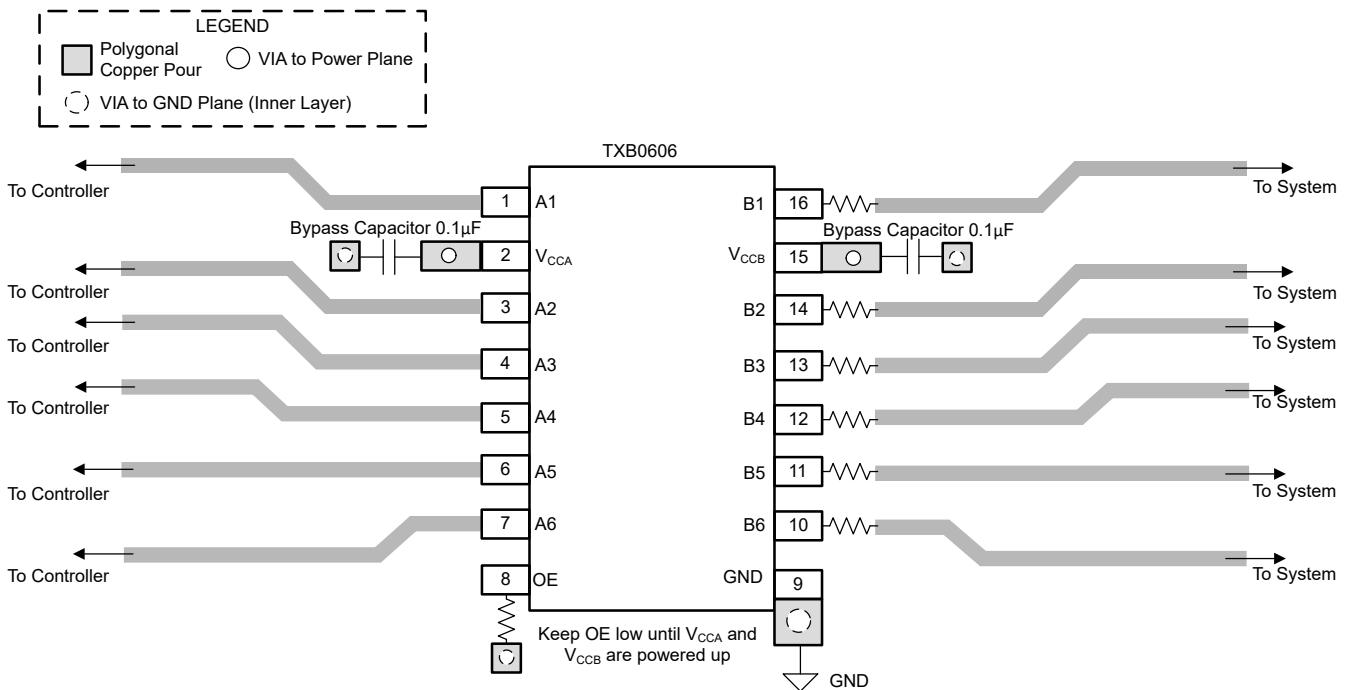 LEGEND
Polygonal
Copper Pour
VIA to Power Plane
VIA to GND Plane (Inner Layer)
TXB0606
To Controller
1
A1
B1
16
To System
Bypass Capacitor 0.1µF
Bypass Capacitor 0.1µF
2
VCCA
VCCB
15
To Controller
3
A2
B2
14
To System
To Controller
4
A3
B3
13
To System
To Controller
5
A4
B4
12
To System
To Controller
6
A5
B5
11
To System
7
A6
B6
10
To Controller
To System
8
OE
GND
9
Keep OE low until VCCA and
VCCB are powered up
GND